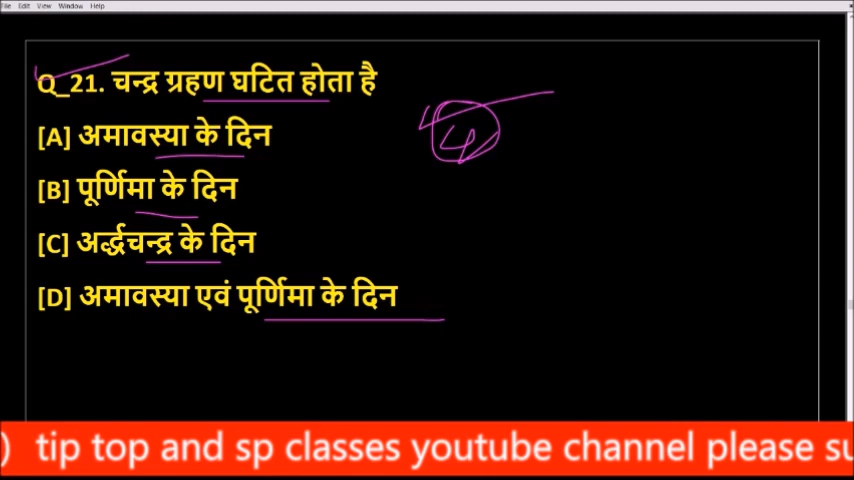 File Edit View Window Help
Q_21. चन्द्र ग्रहण घटित होता है
[A] अमावस्या के दिन
4
[B] पूर्णिमा के दिन
[C] अर्द्धचन्द्र के दिन
[D] अमावस्या एवं पूर्णिमा के दिन
) tip top and sp classes youtube channel please su